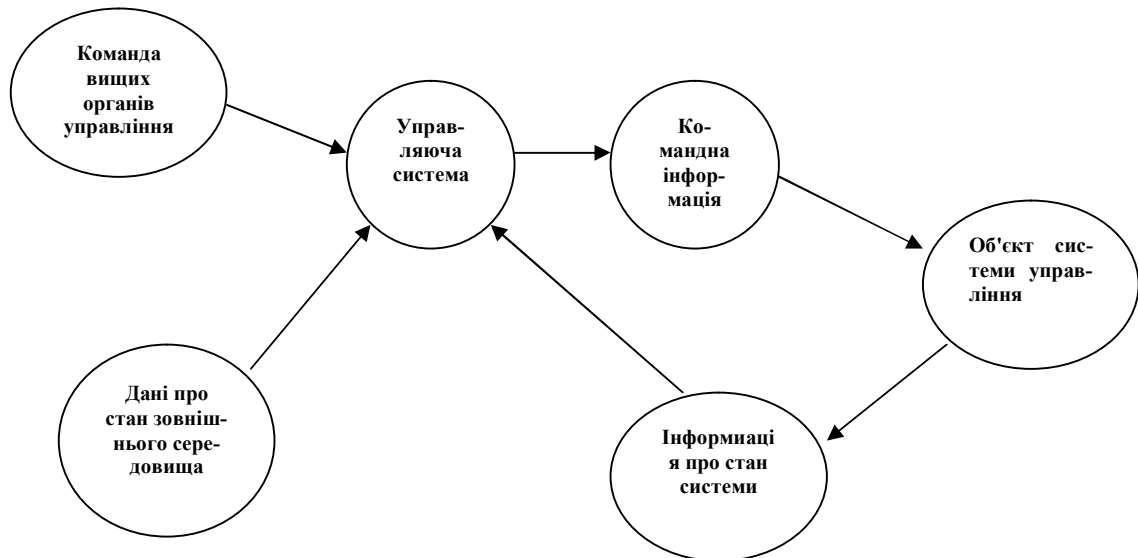 Команда
вищих
органів
управління
Управ-
ляюча
система
Ко-
мандна
інфор-
мація
Об'єкт сис-
теми управ-
ління
Дані про
стан зовніш-
нього сере-
довища
Інформиаці
я про стан
системи